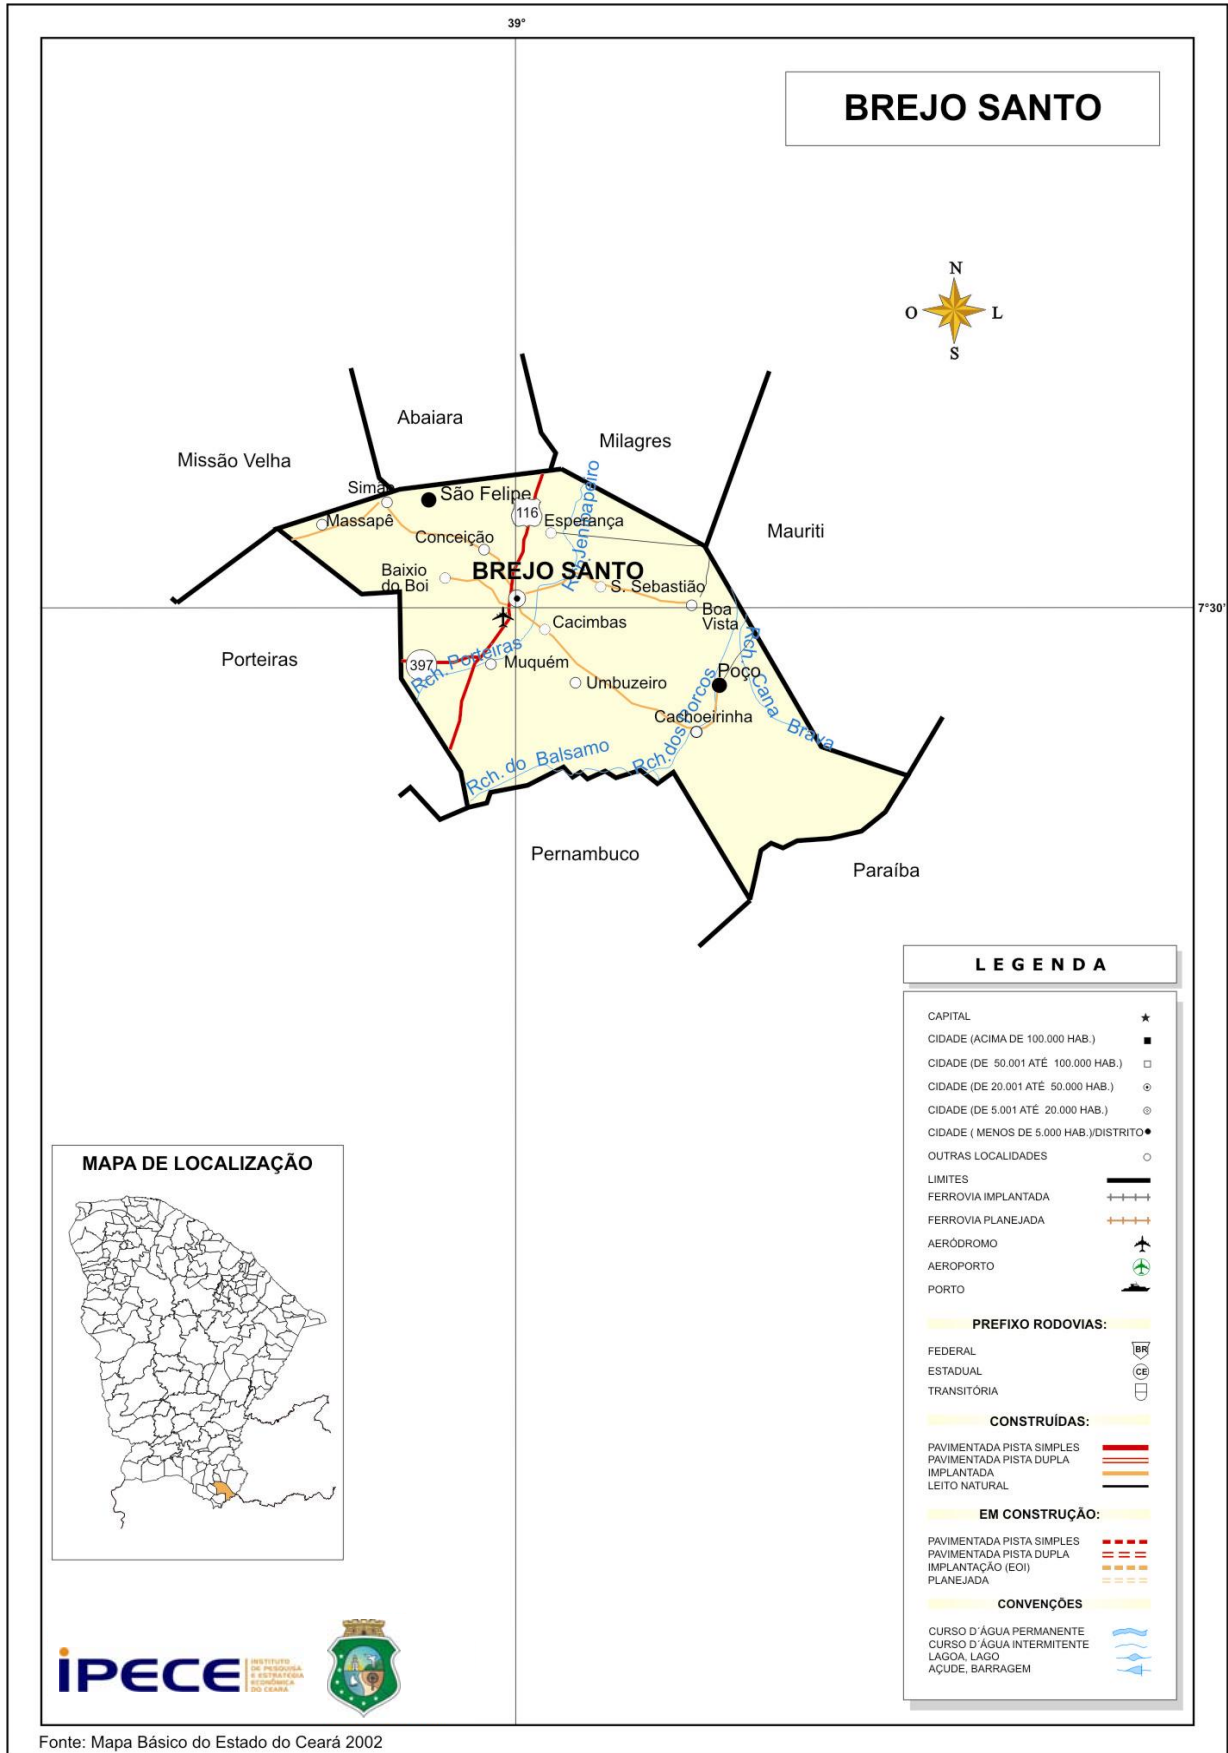 39°
BREJO SANTO
N
O
L
S
Abaiara
Milagres
Missão Velha
Simão
São Felipe
Massapê
116
Esperança
Rch. Jenipapeiro
Mauriti
Conceição
Baixio
do Boi
BREJO SANTO
S. Sebastião
Boa
Vista
7°30'
Cacimbas
Porteiras
397
Rch. Porteiras
Muquém
Umbuzeiro
Poço
Rch. Cana Brava
Cachoeirinha
Rch. dos Porcos
Rch. do Balsamo
Pernambuco
Paraíba
LEGENDA
CAPITAL
CIDADE (ACIMA DE 100.000 HAB.)
CIDADE (DE 50.001 ATÉ 100.000 HAB.)
CIDADE (DE 20.001 ATÉ 50.000 HAB.)
CIDADE (DE 5.001 ATÉ 20.000 HAB.)
CIDADE ( MENOS DE 5.000 HAB.)/DISTRITO
OUTRAS LOCALIDADES
LIMITES
FERROVIA IMPLANTADA
FERROVIA PLANEJADA
AERÓDROMO
AEROPORTO
PORTO
PREFIXO RODOVIAS:
FEDERAL BR
ESTADUAL CE
TRANSITÓRIA
CONSTRUÍDAS:
PAVIMENTADA PISTA SIMPLES
PAVIMENTADA PISTA DUPLA
IMPLANTADA
LEITO NATURAL
EM CONSTRUÇÃO:
PAVIMENTADA PISTA SIMPLES
PAVIMENTADA PISTA DUPLA
IMPLANTAÇÃO (EOI)
PLANEJADA
CONVENÇÕES
CURSO D´ÁGUA PERMANENTE
CURSO D´ÁGUA INTERMITENTE
LAGOA, LAGO
AÇUDE, BARRAGEM
MAPA DE LOCALIZAÇÃO
IPECE
INSTITUTO
DE PESQUISA
E ESTRATÉGIA
ECONÔMICA
DO CEARÁ
Fonte: Mapa Básico do Estado do Ceará 2002